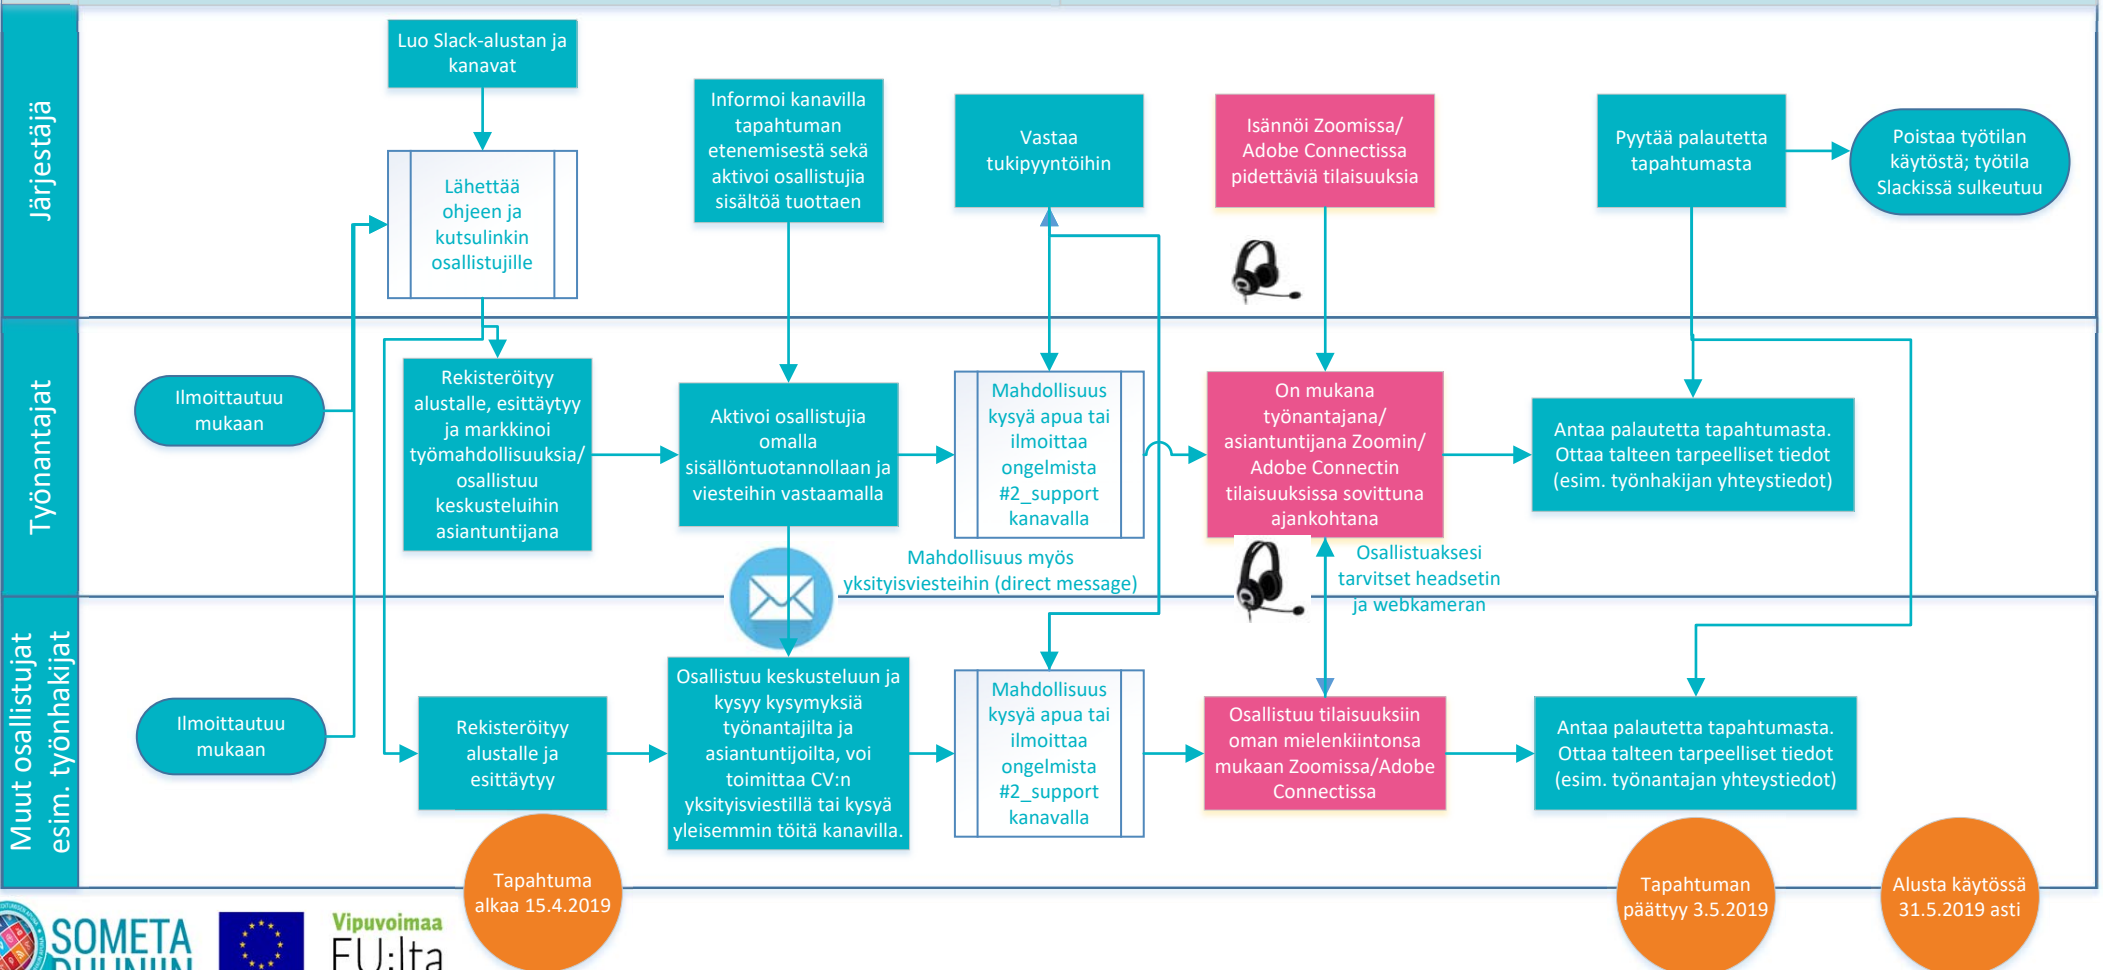 Järjestäjä
Luo Slack-alustan ja
kanavat
Lähettää
ohjeen ja
kutsulinkin
osallistujille
Informoi kanavilla
tapahtuman
etenemisestä sekä
aktivoi osallistujia
sisältöä tuottaen
Vastaa
tukipyyntöihin
Isännöi Zoomissa/
Adobe Connectissa
pidettäviä tilaisuuksia
Pyytää palautetta
tapahtumasta
Poistaa työtilan
käytöstä; työtila
Slackissä sulkeutuu
Työnantajat
Ilmoittautuu
mukaan
Rekisteröityy
alustalle, esittäytyy
ja markkinoi
työmahdollisuuksia/
osallistuu
keskusteluihin
asiantuntijana
Aktivoi osallistujia
omalla
sisällöntuotannollaan ja
viesteihin vastaamalla
Mahdollisuus
kysyä apua tai
ilmoittaa
ongelmista
#2_support
kanavalla
On mukana
työnantajana/
asiantuntijana Zoomin/
Adobe Connectin
tilaisuuksissa sovittuna
ajankohtana
Antaa palautetta tapahtumasta.
Ottaa talteen tarpeelliset tiedot
(esim. työnhakijan yhteystiedot)
Mahdollisuus myös
yksityisviesteihin (direct message)
Osallistuaksesi
tarvitset headsetin
ja webkameran
Muut osallistujat
esim. työnhakijat
Ilmoittautuu
mukaan
Rekisteröityy
alustalle ja
esittäytyy
Osallistuu keskusteluun ja
kysyy kysymyksiä
työnantajilta ja
asiantuntijoilta, voi
toimittaa CV:n
yksityisviestillä tai kysyä
yleisemmin töitä kanavilla.
Mahdollisuus
kysyä apua tai
ilmoittaa
ongelmista
#2_support
kanavalla
Osallistuu tilaisuuksiin
oman mielenkiintonsa
mukaan Zoomissa/Adobe
Connectissa
Antaa palautetta tapahtumasta.
Ottaa talteen tarpeelliset tiedot
(esim. työnantajan yhteystiedot)
Tapahtuma
alkaa 15.4.2019
Tapahtuman
päättyy 3.5.2019
Alusta käytössä
31.5.2019 asti
SOMETA
DUUNIIN
Vipuvoimaa
EU:lta